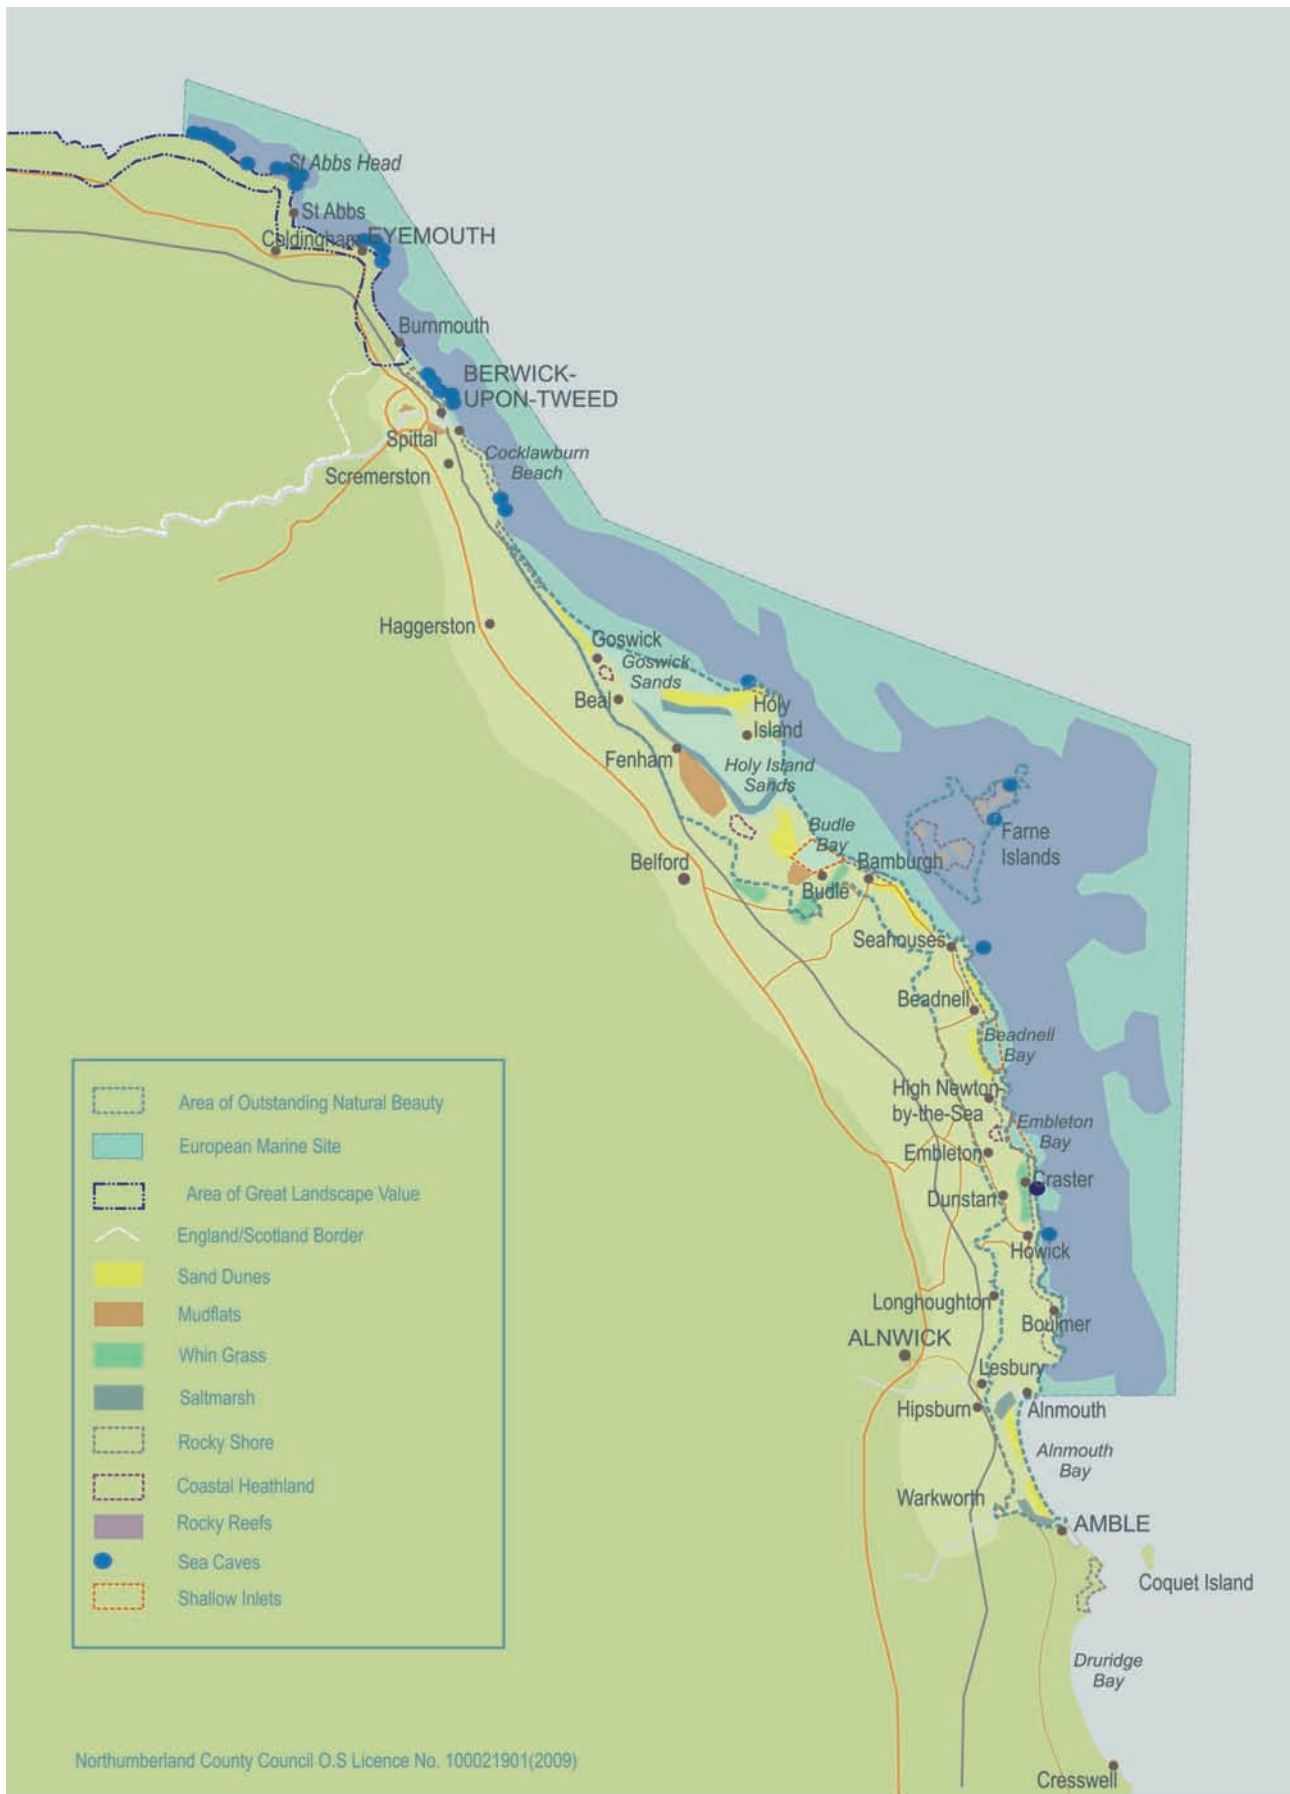 St Abbs Head
St Abbs
Coldingham
EYEMOUTH
Burnmouth
BERWICK-
UPON-TWEED
Spittal
Cocklawburn
Beach
Scremerston
Haggerston
Goswick
Goswick
Sands
Beal
Holy
Island
Fenham
Holy Island
Sands
Budle
Bay
Farne
Islands
Belford
Bamburgh
Budle
Seahouses
Beadnell
Beadnell
Bay
High Newton-
by-the-Sea
Embleton
Bay
Embleton
Craster
Dunstan
Howick
Longhoughton
Boulmer
ALNWICK
Lesbury
Hipsburn
Alnmouth
Alnmouth
Bay
Warkworth
AMBLE
Coquet Island
Druridge
Bay
Cresswell
Area of Outstanding Natural Beauty
European Marine Site
Area of Great Landscape Value
England/Scotland Border
Sand Dunes
Mudflats
Whin Grass
Saltmarsh
Rocky Shore
Coastal Heathland
Rocky Reefs
Sea Caves
Shallow Inlets
Northumberland County Council O.S Licence No. 100021901(2009)